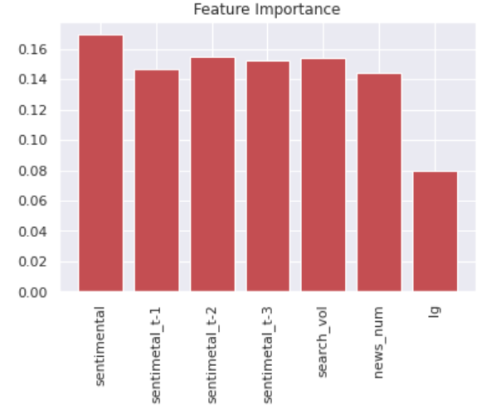 Feature Importance
0.16
0.14
0.12
0.10
0.08
0.06
0.04
0.02
0.00
sentimental
sentimetal_t-1
sentimetal_t-2
sentimetal_t-3
search_vol
news_num
lg